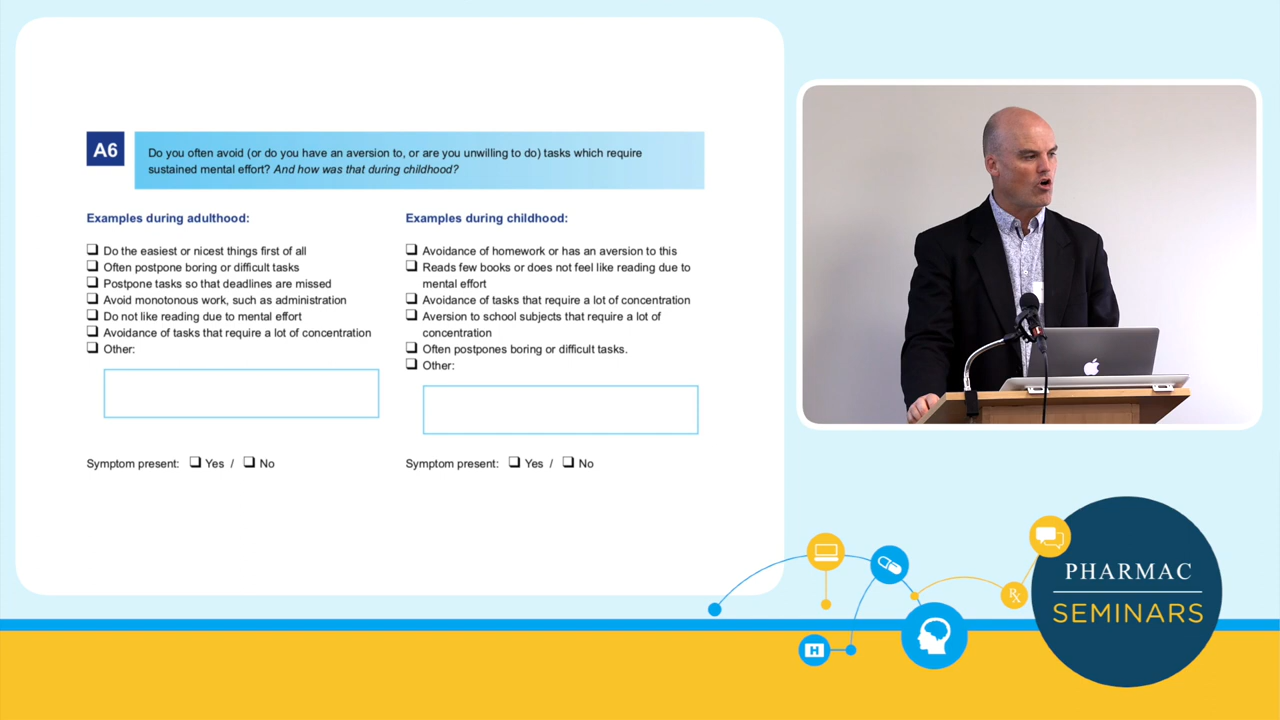 A6
Do you often avoid (or do you have an aversion to, or are you unwilling to do) tasks which require
sustained mental effort? And how was that during childhood?
Examples during adulthood:
❑ Do the easiest or nicest things first of all
❑ Often postpone boring or difficult tasks
❑ Postpone tasks so that deadlines are missed
❑ Avoid monotonous work, such as administration
❑ Do not like reading due to mental effort
❑ Avoidance of tasks that require a lot of concentration
❑ Other:
Symptom present: ❑ Yes / ❑ No
Examples during childhood:
❑ Avoidance of homework or has an aversion to this
❑ Reads few books or does not feel like reading due to
mental effort
❑ Avoidance of tasks that require a lot of concentration
❑ Aversion to school subjects that require a lot of
concentration
❑ Often postpones boring or difficult tasks.
❑ Other:
Symptom present: ❑ Yes / ❑ No
Rx
H
PHARMAC
SEMINARS